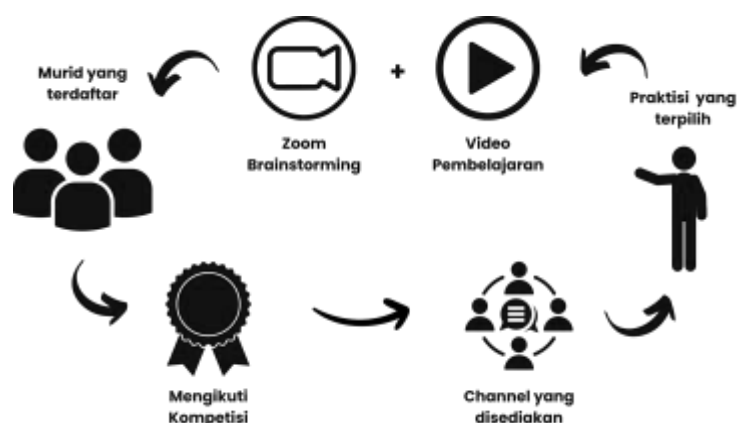 Murid yang
terdaftar
+
Zoom
Brainstorming
Video
Pembelajaran
Praktisi yang
terpilih
Mengikuti
Kompetisi
Channel yang
disediakan